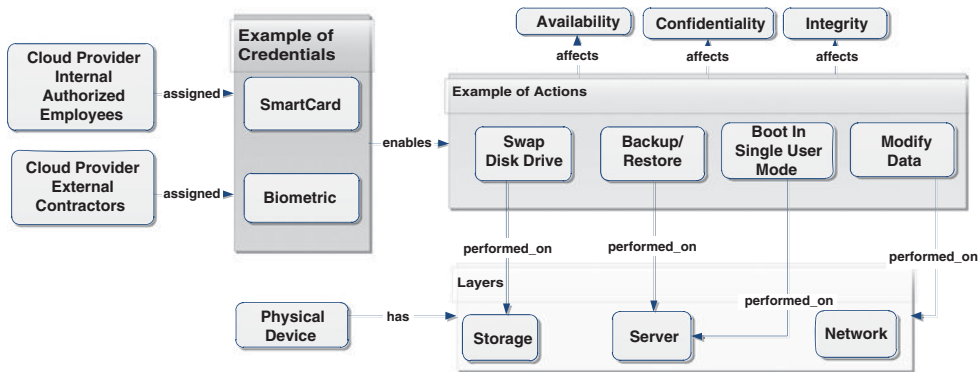 Availability
Confidentiality
Integrity
affects
affects
affects
Cloud Provider
Internal
Authorized
Employees
assigned
Cloud Provider
External
Contractors
assigned
Example of
Credentials
SmartCard
Biometric
enables
Example of Actions
Swap
Disk Drive
Backup/
Restore
Boot In
Single User
Mode
Modify
Data
performed_on
performed_on
performed_on
performed_on
Physical
Device
has
Layers
Storage
Server
Network